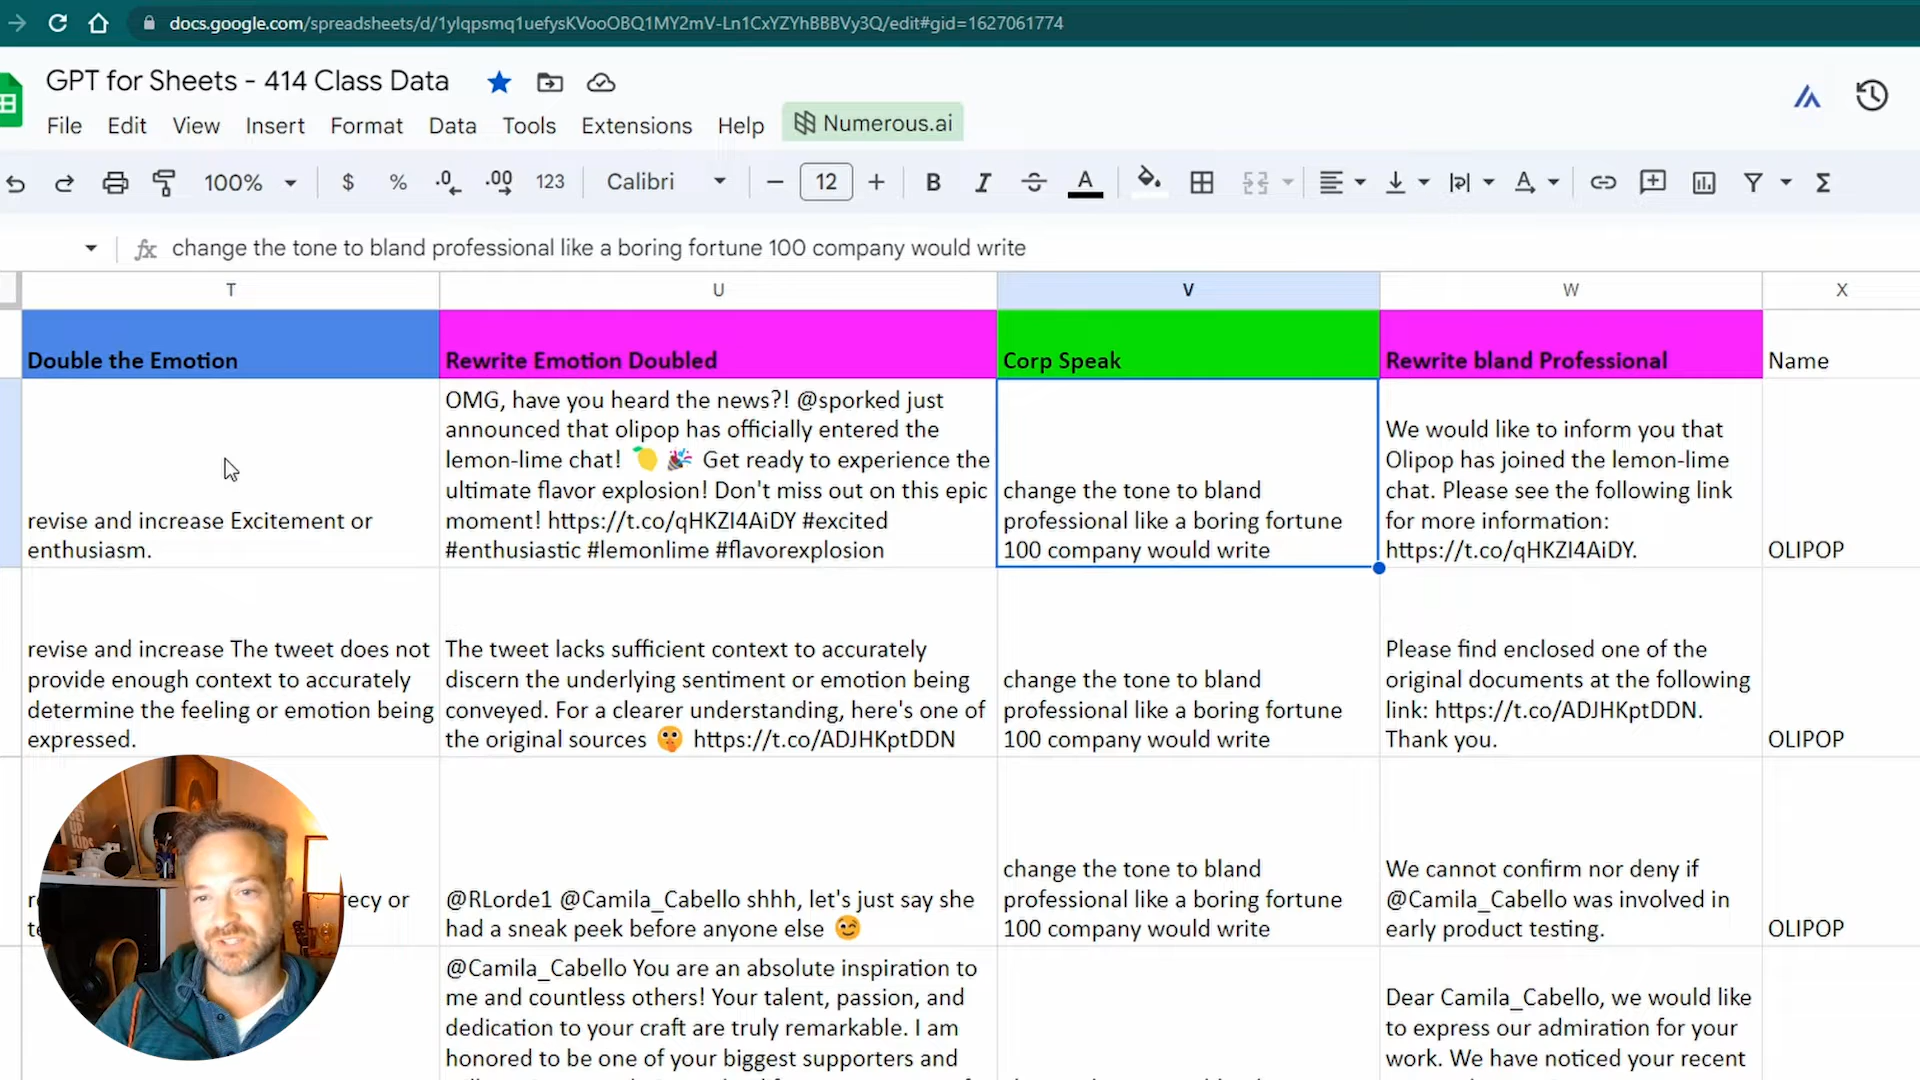 docs.google.com/spreadsheets/d/1ylqpsmq1uefysKVooOBQ1MY2mV-Ln1CxYZYhBBBVy3Q/edit#gid=1627061774
GPT for Sheets - 414 Class Data
File Edit View Insert Format Data Tools Extensions Help Numerous.ai
100% $ % .0 .00 123 Calibri 12 B I A
fx change the tone to bland professional like a boring fortune 100 company would write
T U V W X
Double the Emotion
Rewrite Emotion Doubled
Corp Speak
Rewrite bland Professional
Name
revise and increase Excitement or
enthusiasm.
OMG, have you heard the news?! @sporked just
announced that olipop has officially entered the
lemon-lime chat! 🍋 🎉 Get ready to experience the
ultimate flavor explosion! Don't miss out on this epic
moment! https://t.co/qHKZI4AiDY #excited
#enthusiastic #lemonlime #flavorexplosion
change the tone to bland
professional like a boring fortune
100 company would write
We would like to inform you that
Olipop has joined the lemon-lime
chat. Please see the following link
for more information:
https://t.co/qHKZI4AiDY.
OLIPOP
revise and increase The tweet does not
provide enough context to accurately
determine the feeling or emotion being
expressed.
The tweet lacks sufficient context to accurately
discern the underlying sentiment or emotion being
conveyed. For a clearer understanding, here's one of
the original sources 🤫 https://t.co/ADJHKptDDN
change the tone to bland
professional like a boring fortune
100 company would write
Please find enclosed one of the
original documents at the following
link: https://t.co/ADJHKptDDN.
Thank you.
OLIPOP
or
@RLorde1 @Camila_Cabello shhh, let's just say she
had a sneak peek before anyone else 😉
change the tone to bland
professional like a boring fortune
100 company would write
We cannot confirm nor deny if
@Camila_Cabello was involved in
early product testing.
OLIPOP
@Camila_Cabello You are an absolute inspiration to
me and countless others! Your talent, passion, and
dedication to your craft are truly remarkable. I am
honored to be one of your biggest supporters and
Dear Camila_Cabello, we would like
to express our admiration for your
work. We have noticed your recent